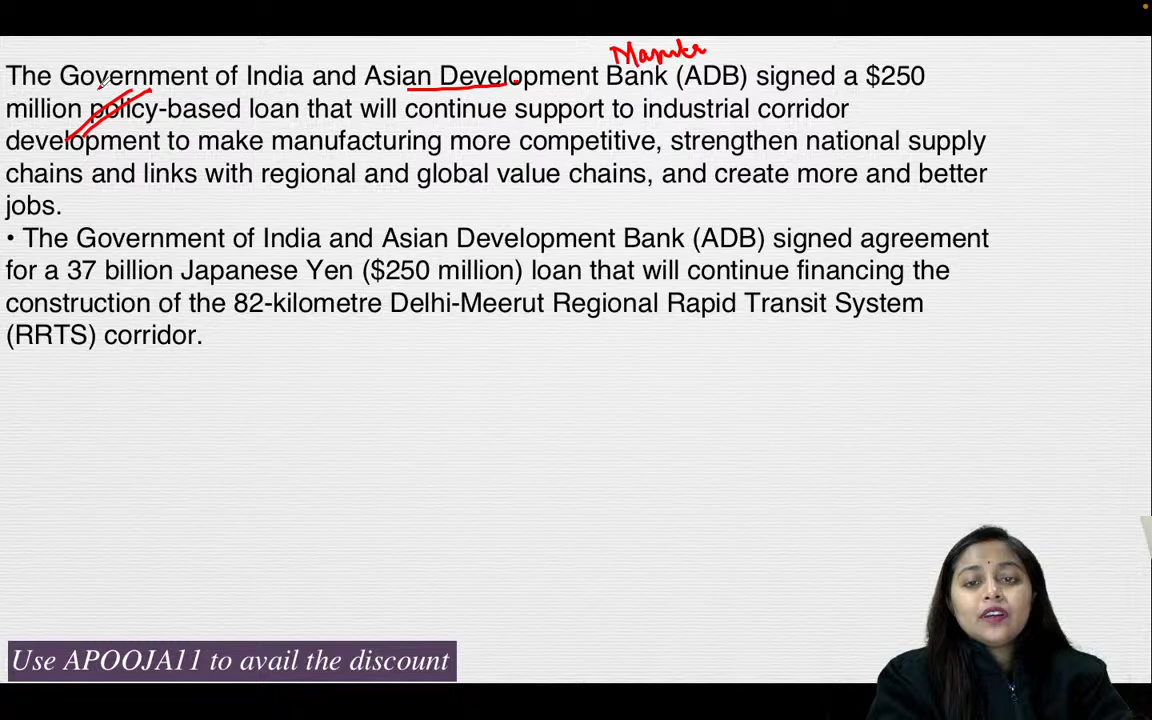 The Government of India and Asian Development Bank (ADB) signed a $250
million policy-based loan that will continue support to industrial corridor
development to make manufacturing more competitive, strengthen national supply
chains and links with regional and global value chains, and create more and better
jobs.
• The Government of India and Asian Development Bank (ADB) signed agreement
for a 37 billion Japanese Yen ($250 million) loan that will continue financing the
construction of the 82-kilometre Delhi-Meerut Regional Rapid Transit System
(RRTS) corridor.
Use APOOJA11 to avail the discount